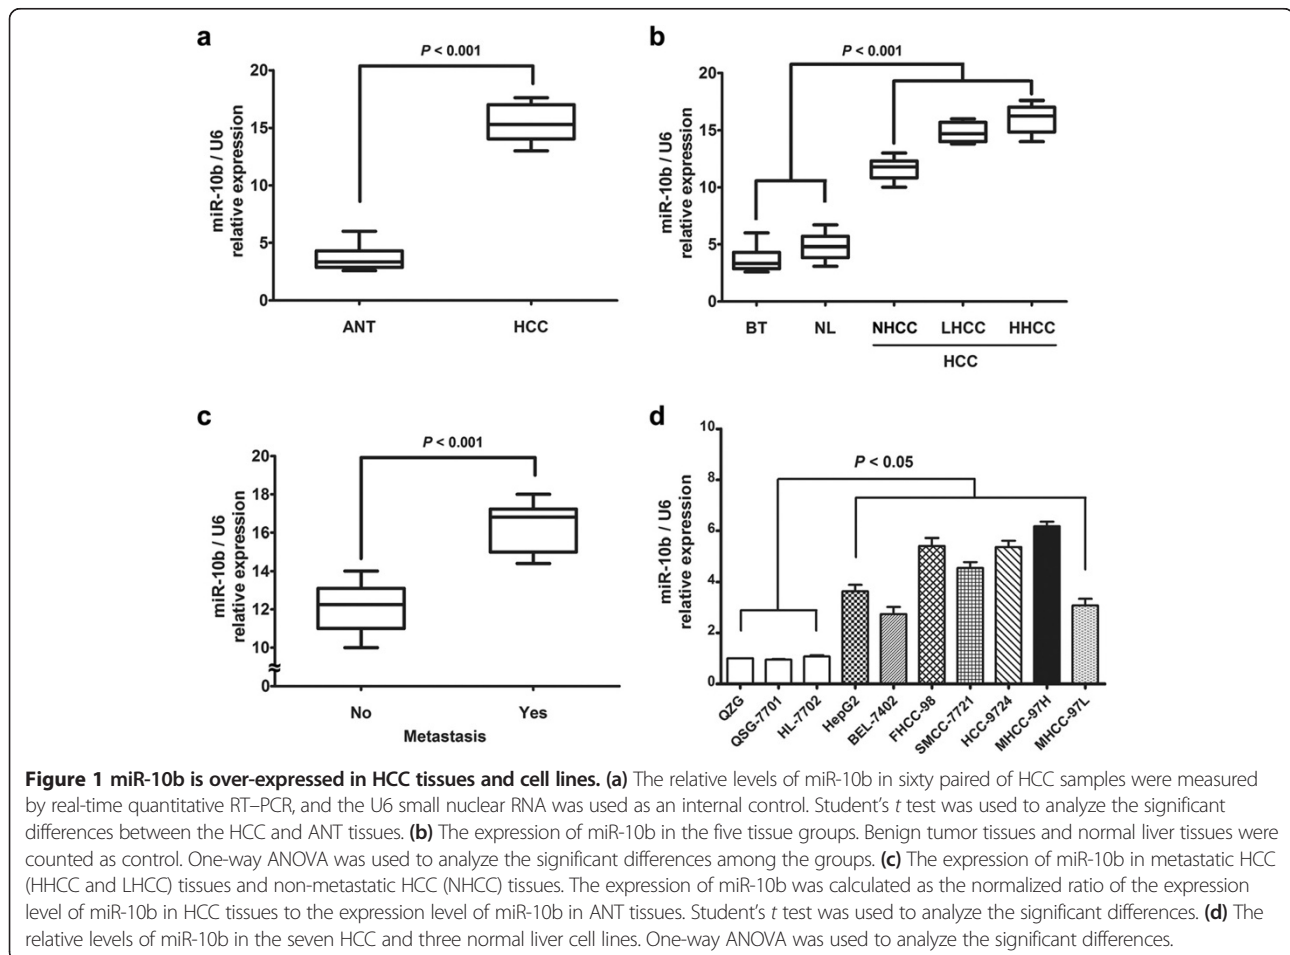 a
P < 0.001
miR-10b / U6
relative expression
20
15
10
5
0
ANT
HCC
b
P < 0.001
miR-10b / U6
relative expression
20
15
10
5
0
BT
NL
NHCC
LHCC
HHCC
HCC
c
P < 0.001
miR-10b / U6
relative expression
20
18
16
14
12
10
0
No
Yes
Metastasis
d
P < 0.05
miR-10b / U6
relative expression
10
8
6
4
2
0
QZG
QSG-7701
HL-7702
HepG2
BEL-7402
FHCC-98
SMCC-7721
HCC-9724
MHCC-97H
MHCC-97L
Figure 1 miR-10b is over-expressed in HCC tissues and cell lines. (a) The relative levels of miR-10b in sixty paired of HCC samples were measured
by real-time quantitative RT–PCR, and the U6 small nuclear RNA was used as an internal control. Student's t test was used to analyze the significant
differences between the HCC and ANT tissues. (b) The expression of miR-10b in the five tissue groups. Benign tumor tissues and normal liver tissues were
counted as control. One-way ANOVA was used to analyze the significant differences among the groups. (c) The expression of miR-10b in metastatic HCC
(HHCC and LHCC) tissues and non-metastatic HCC (NHCC) tissues. The expression of miR-10b was calculated as the normalized ratio of the expression
level of miR-10b in HCC tissues to the expression level of miR-10b in ANT tissues. Student's t test was used to analyze the significant differences. (d) The
relative levels of miR-10b in the seven HCC and three normal liver cell lines. One-way ANOVA was used to analyze the significant differences.